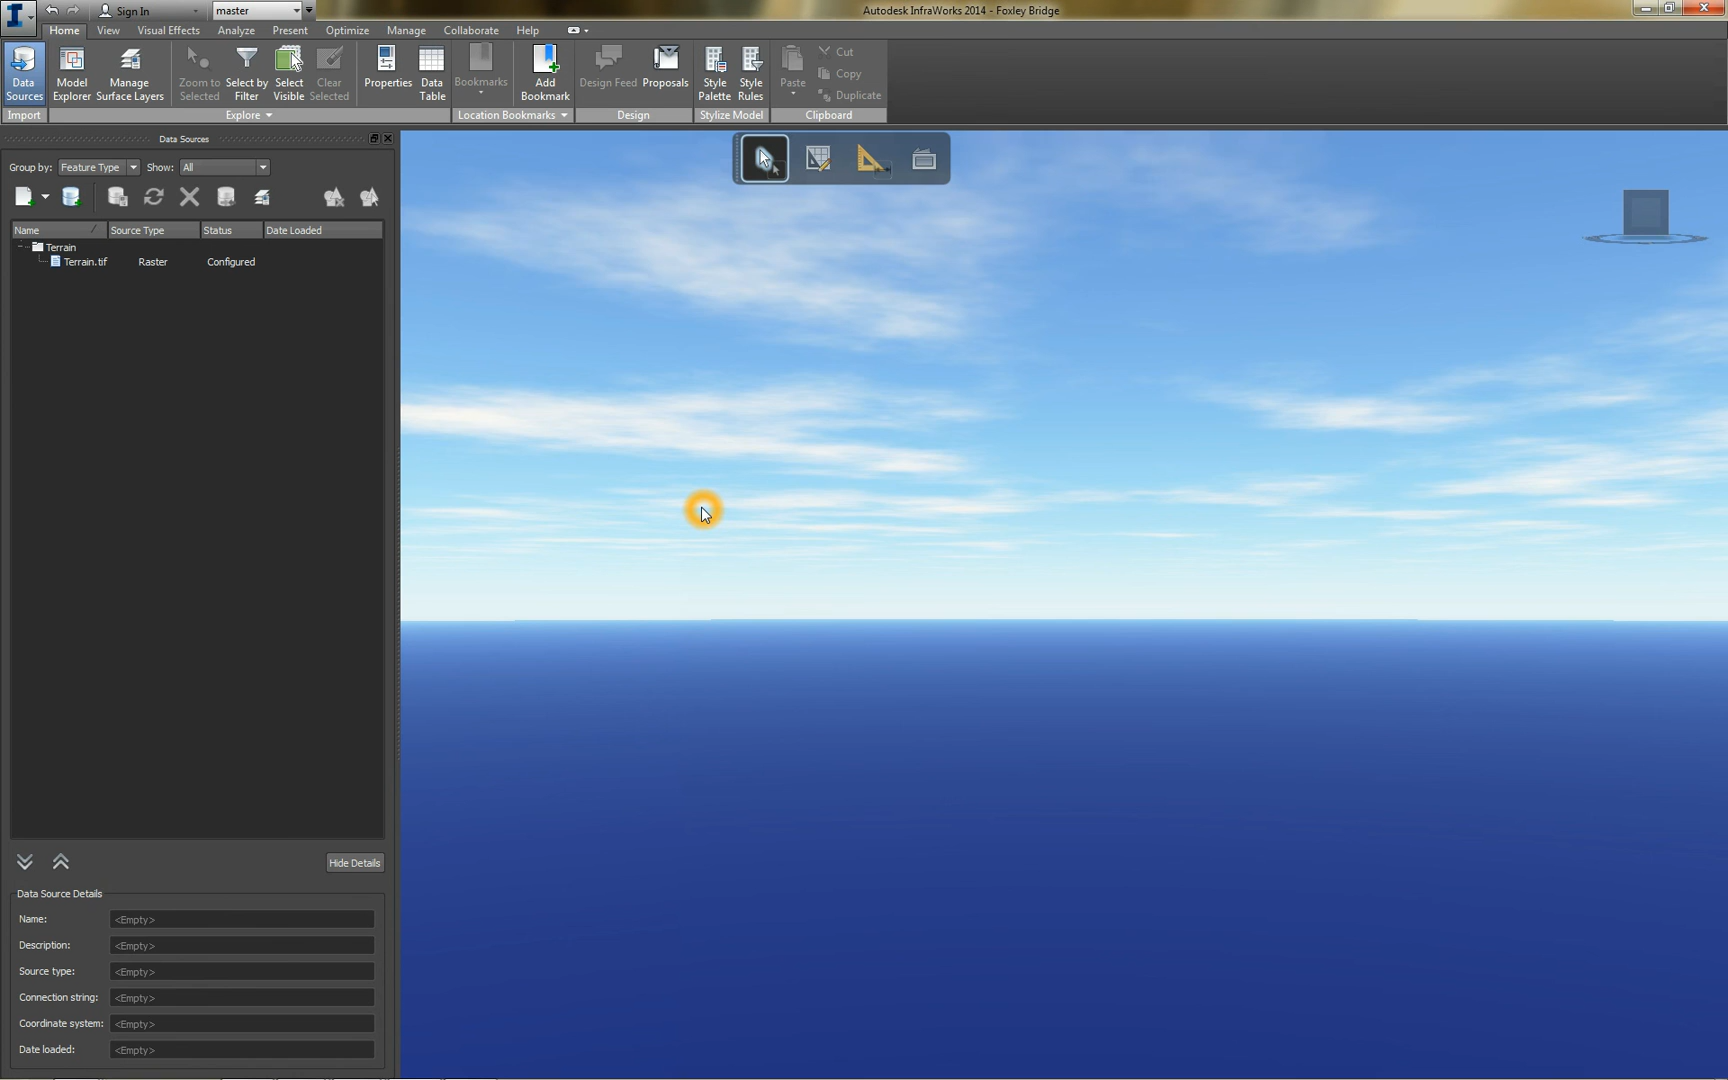 Sign In master Autodesk InfraWorks 2014 - Foxley Bridge
Home View Visual Effects Analyze Present Optimize Manage Collaborate Help
Data Sources
Model Explorer
Manage Surface Layers
Zoom to Selected
Select by Filter
Select Visible
Clear Selected
Properties
Data Table
Bookmarks
Add Bookmark
Design Feed
Proposals
Style Palette
Style Rules
Paste
Cut
Copy
Duplicate
Import Explore Location Bookmarks Design Stylize Model Clipboard
Data Sources
Group by: Feature Type Show: All
Name Source Type Status Date Loaded
Terrain
Terrain.tif Raster Configured
Hide Details
Data Source Details
Name: <Empty>
Description: <Empty>
Source type: <Empty>
Connection string: <Empty>
Coordinate system: <Empty>
Date loaded: <Empty>